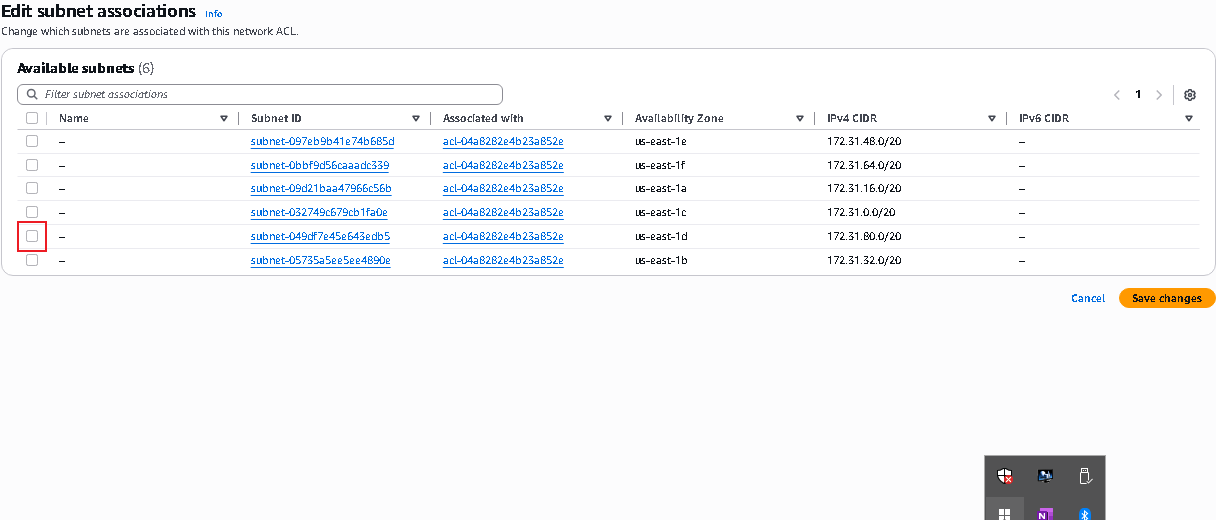 Edit subnet associations Info
Change which subnets are associated with this network ACL.
Available subnets (6)
Filter subnet associations
1
Name Subnet ID Associated with Availability Zone IPv4 CIDR IPv6 CIDR
– subnet-097eb9b41e74b685d acl-04a8282e4b23a852e us-east-1e 172.31.48.0/20 –
– subnet-0bbf9d56caaadc339 acl-04a8282e4b23a852e us-east-1f 172.31.64.0/20 –
– subnet-09d21baa47966c56b acl-04a8282e4b23a852e us-east-1a 172.31.16.0/20 –
– subnet-032749c679cb1fa0e acl-04a8282e4b23a852e us-east-1c 172.31.0.0/20 –
– subnet-049df7e45e643edb5 acl-04a8282e4b23a852e us-east-1d 172.31.80.0/20 –
– subnet-05735a5ee5ee4890e acl-04a8282e4b23a852e us-east-1b 172.31.32.0/20 –
Cancel Save changes
N